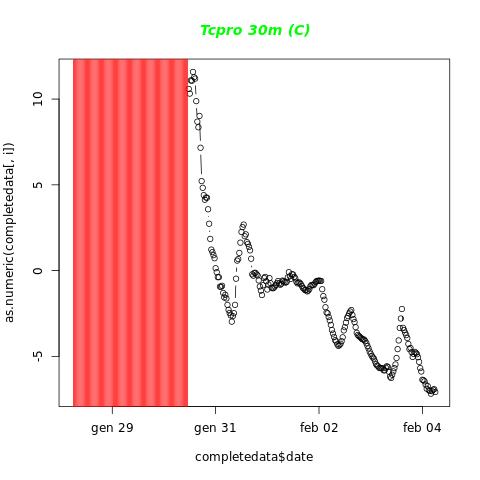 Tcpro 30m (C)
as.numeric(completedata[, i])
10
5
0
-5
gen 29 gen 31 feb 02 feb 04
completedata$date